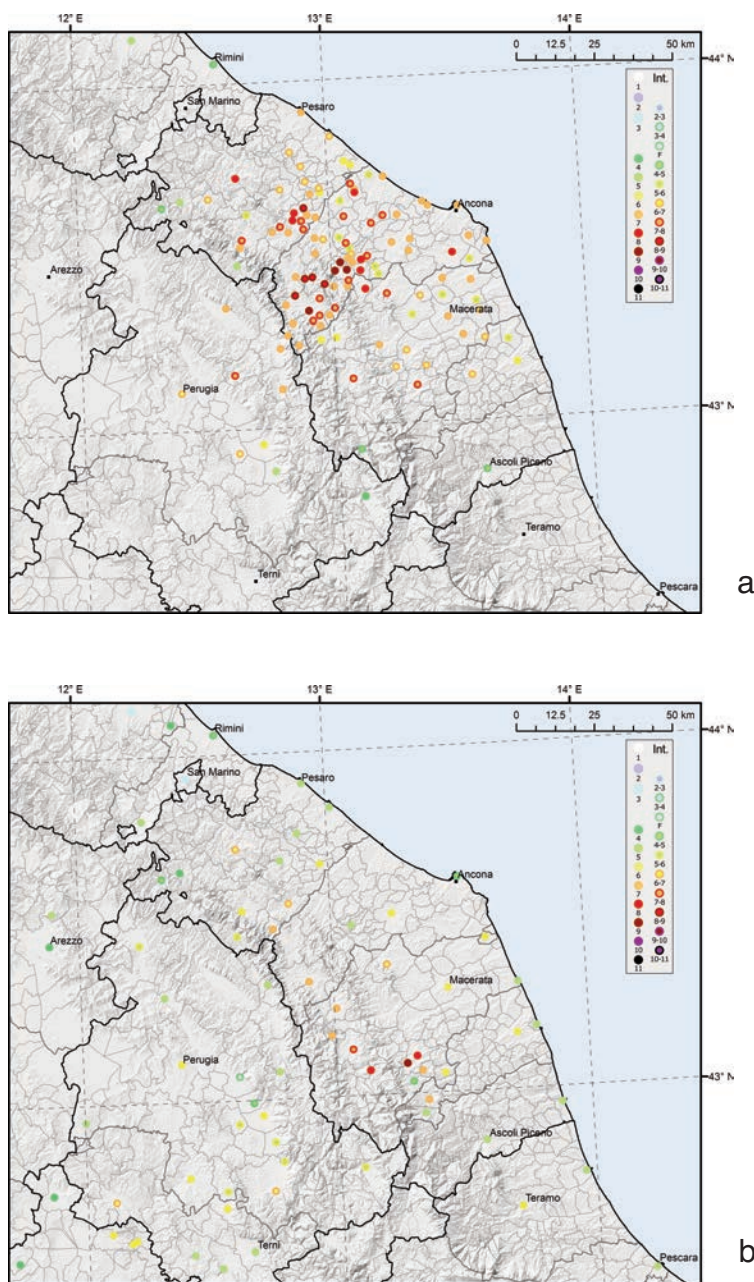 12° E 13° E 14° E
0 12.5 25 50 km
44° N
Rimini
San Marino
Pesaro
Ancona
Arezzo
Macerata
Perugia
43° N
Ascoli Piceno
Teramo
Terni
Pescara
Int.
1
2 2-3
3 3-4
F
4 4-5
5 5-6
6 6-7
7 7-8
8 8-9
9 9-10
10 10-11
11
a
12° E 13° E 14° E
0 12.5 25 50 km
44° N
Rimini
San Marino
Pesaro
Ancona
Arezzo
Macerata
Perugia
43° N
Ascoli Piceno
Teramo
Terni
Pescara
Int.
1
2 2-3
3 3-4
F
4 4-5
5 5-6
6 6-7
7 7-8
8 8-9
9 9-10
10 10-11
11
b